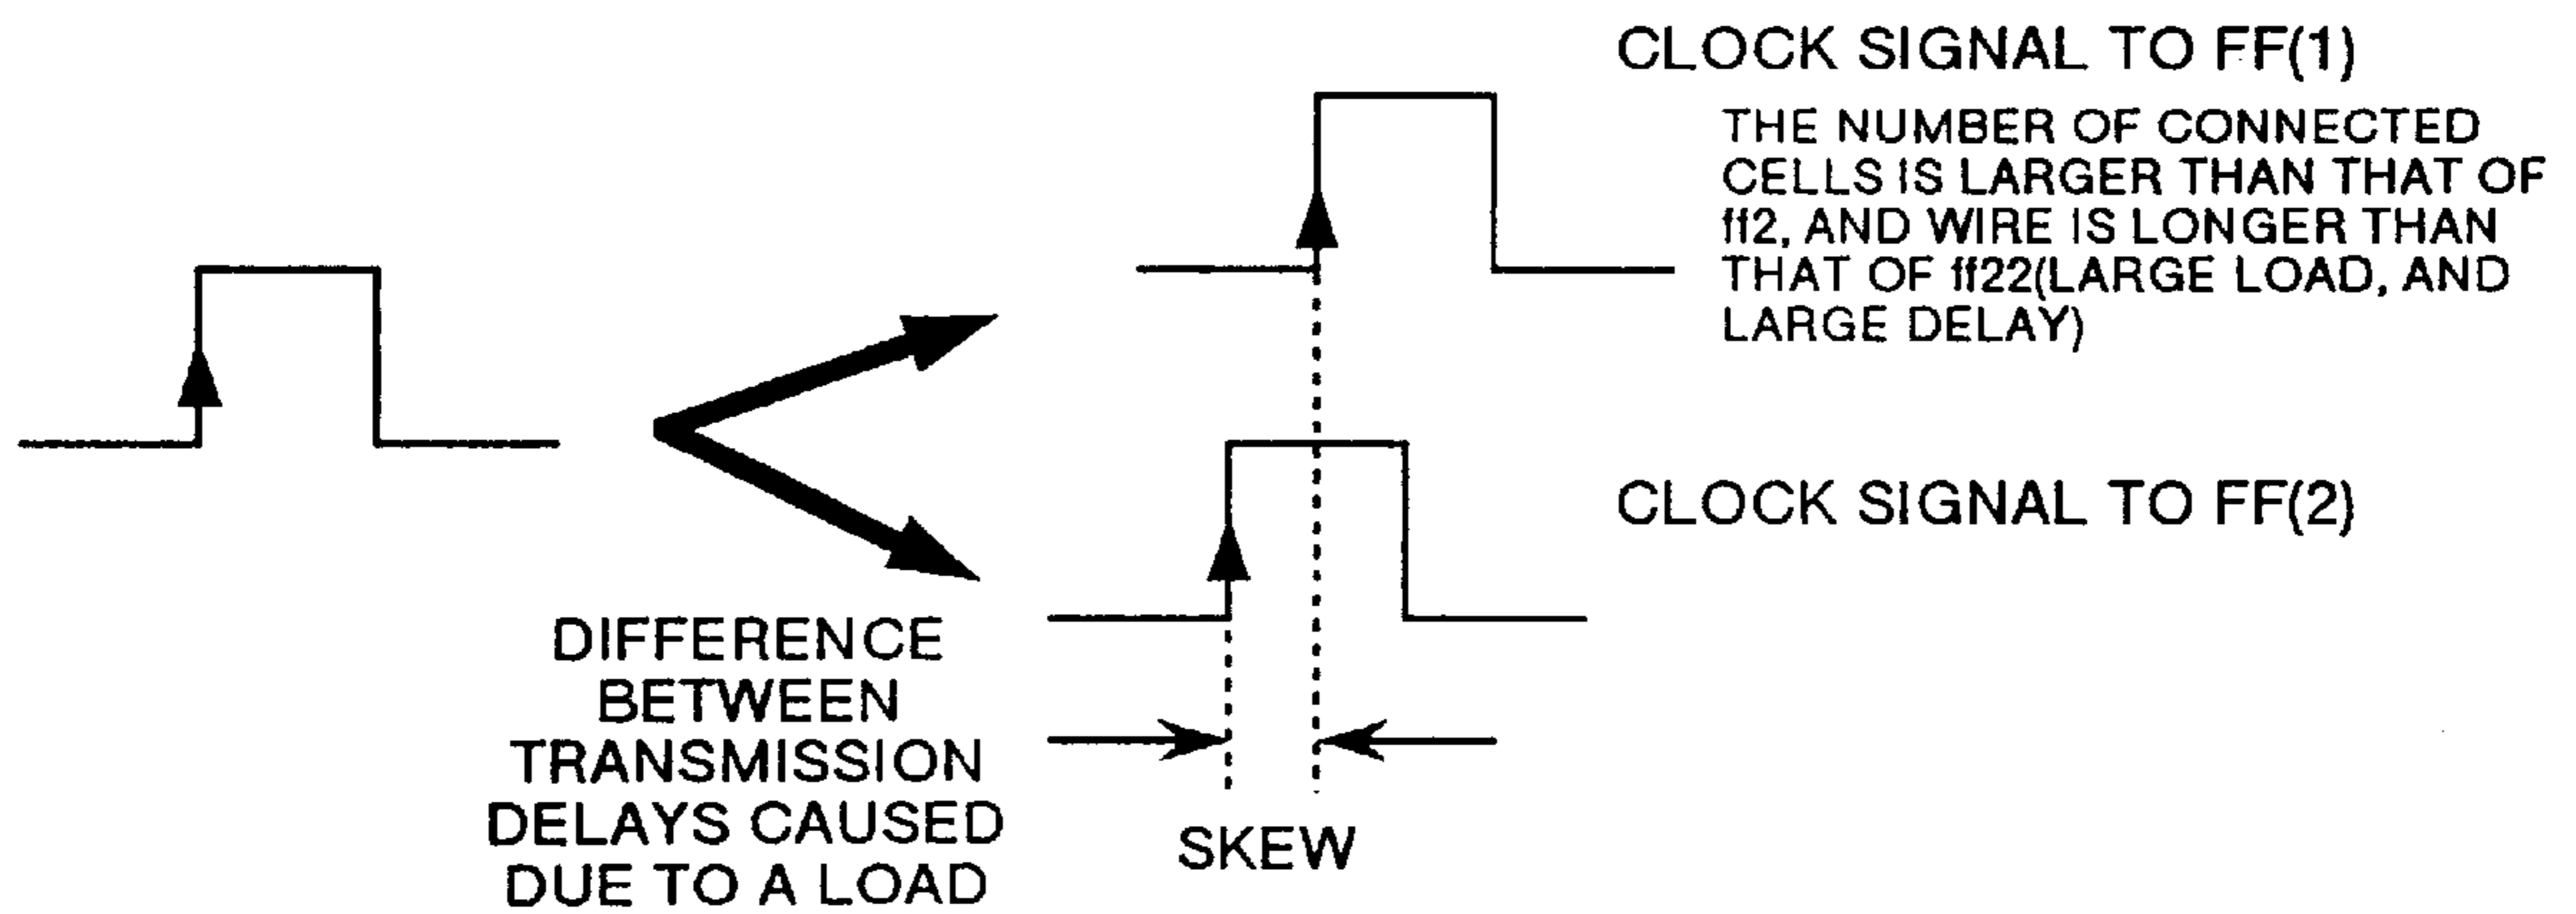 CLOCK SIGNAL TO FF(1)
THE NUMBER OF CONNECTED
CELLS IS LARGER THAN THAT OF
ff2, AND WIRE IS LONGER THAN
THAT OF ff22(LARGE LOAD, AND
LARGE DELAY)
CLOCK SIGNAL TO FF(2)
DIFFERENCE
BETWEEN
TRANSMISSION
DELAYS CAUSED
DUE TO A LOAD
SKEW